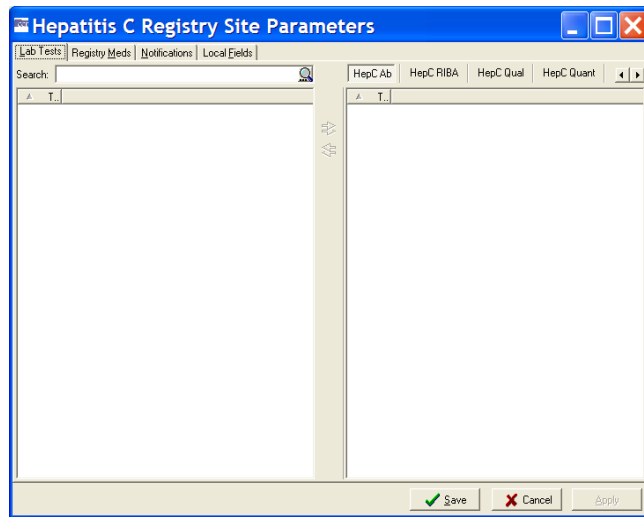 Hepatitis C Registry Site Parameters
Lab Tests Registry Meds Notifications Local Fields
Search: HepC Ab HepC RIBA HepC Qual HepC Quant
T.. T..
Save Cancel Apply